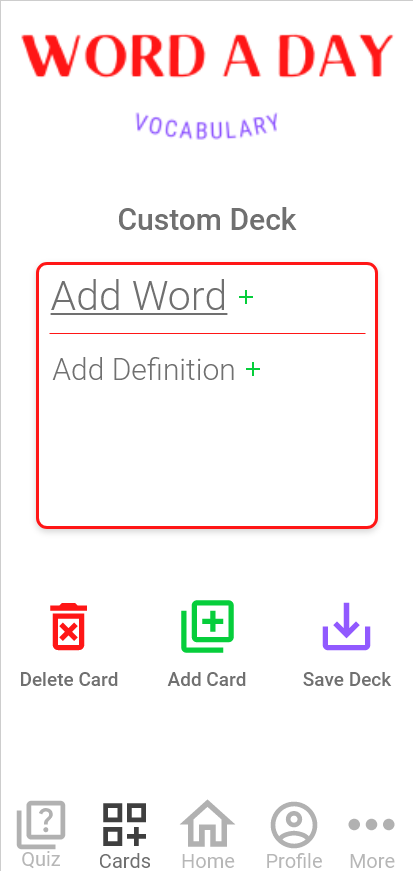 WORD A DAY
VOCABULARY
Custom Deck
Add Word +
Add Definition +
Delete Card Add Card Save Deck
? 
Quiz Cards Home Profile More